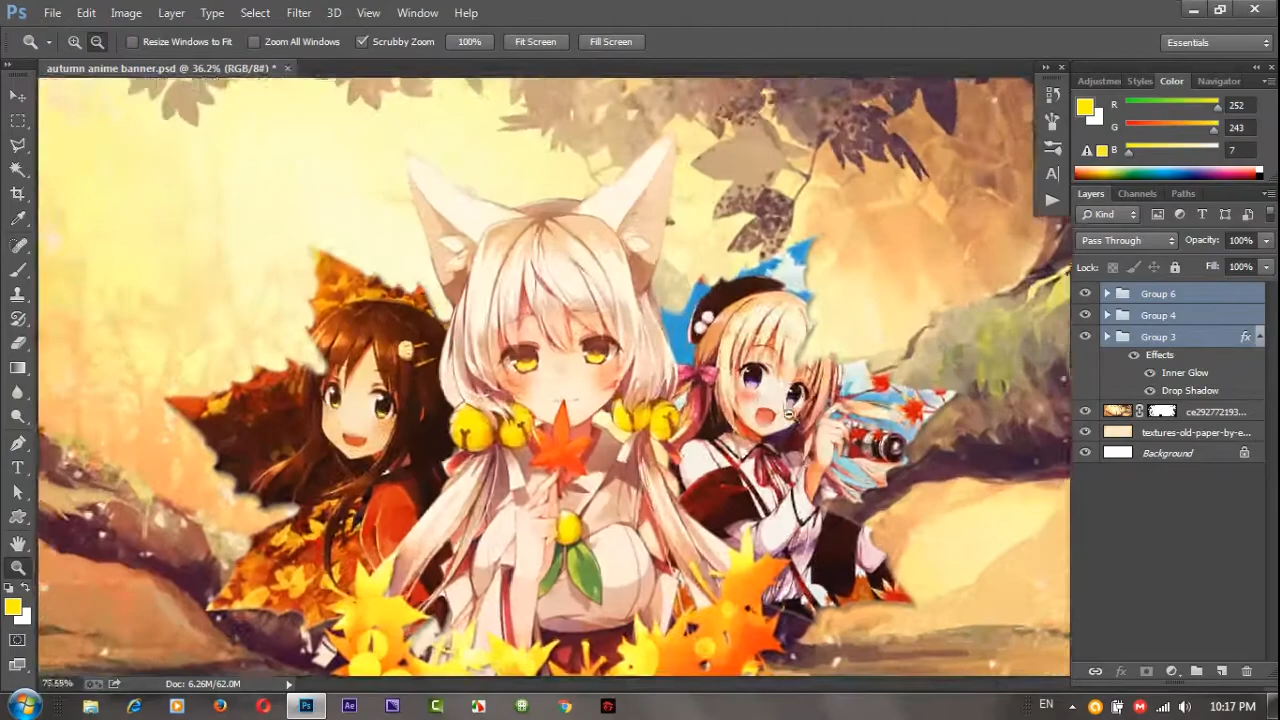 Ps File Edit Image Layer Type Select Filter 3D View Window Help
Resize Windows to Fit Zoom All Windows Scrubby Zoom 100% Fit Screen Fill Screen Essentials
autumn anime banner.psd @ 36.2% (RGB/8#) * ×
Adjustme Styles Color Navigator
R 252
G 243
B 7
Layers Channels Paths
Kind
Pass Through Opacity: 100%
Lock: Fill: 100%
Group 6
Group 4
Group 3 fx
Effects
Inner Glow
Drop Shadow
ce292772193...
textures-old-paper-by-e...
Background
Doc: 6.26M/62.0M
Ps Ae EN 10:17 PM